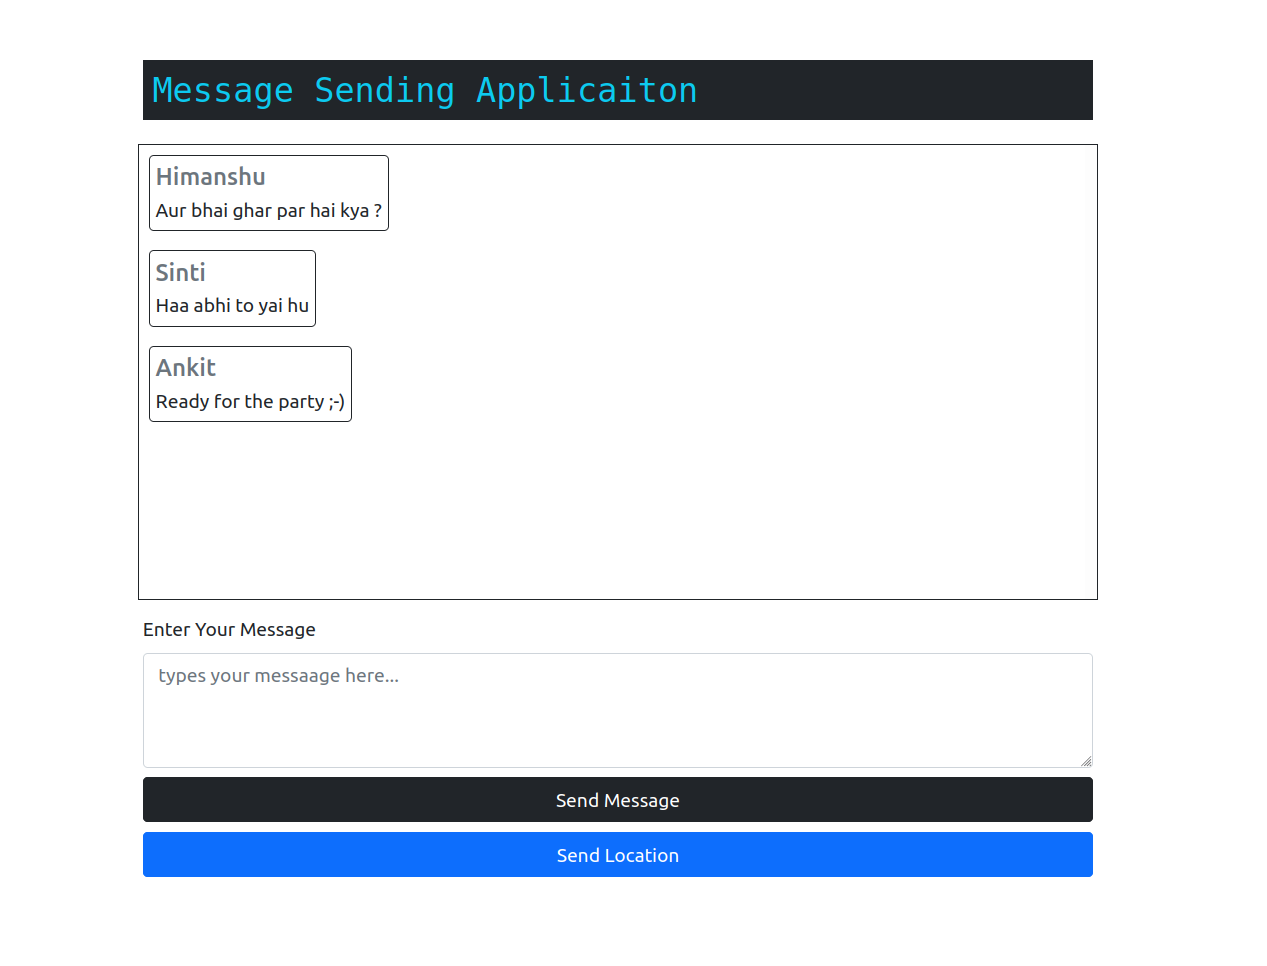 Message Sending Applicaiton
Himanshu
Aur bhai ghar par hai kya ?
Sinti
Haa abhi to yai hu
Ankit
Ready for the party ;-)
Enter Your Message
types your messaage here...
Send Message
Send Location